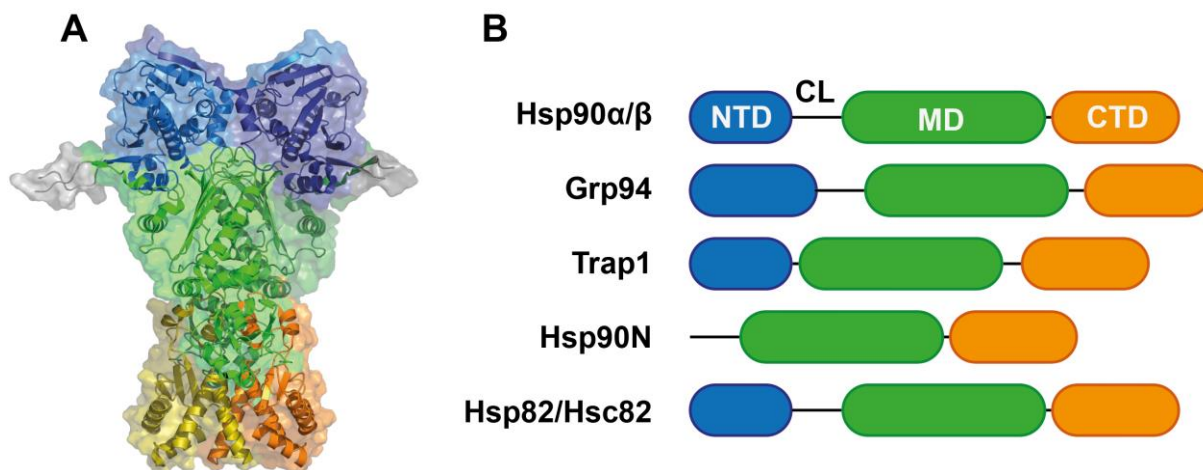 A
B
CL
Hsp90α/β NTD MD CTD
Grp94
Trap1
Hsp90N
Hsp82/Hsc82